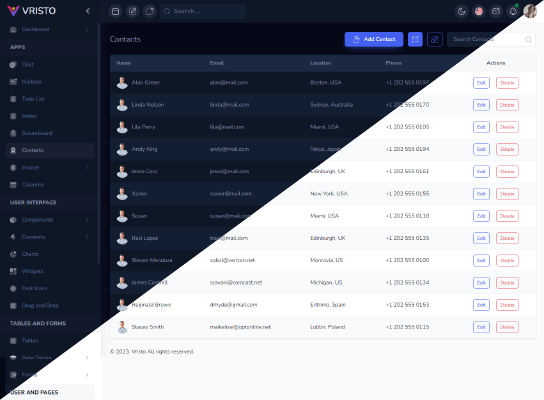 VRISTO
Search...
Dashboard
APPS
Chat
Mailbox
Todo List
Notes
Scrumboard
Contacts
Invoice
Calendar
USER INTERFACE
Components
Elements
Charts
Widgets
Font Icons
Drag and Drop
TABLES AND FORMS
Tables
Data Tables
Forms
USER AND PAGES
Contacts
Add Contact
Search Contacts
Name Email Location Phone Actions
Alan Green alan@mail.com Boston, USA +1 202 555 0197 Edit Delete
Linda Nelson linda@mail.com Sydney, Australia +1 202 555 0170 Edit Delete
Lila Perry lila@mail.com Miami, USA +1 202 555 0105 Edit Delete
Andy King andy@mail.com Tokyo, Japan +1 202 555 0194 Edit Delete
Jesse Cory jesse@mail.com Edinburgh, UK +1 202 555 0161 Edit Delete
Xavier xavier@mail.com New York, USA +1 202 555 0155 Edit Delete
Susan susan@mail.com Miami, USA +1 202 555 0118 Edit Delete
Raci Lopez traci@mail.com Edinburgh, UK +1 202 555 0135 Edit Delete
Steven Mendoza sokol@verizon.net Monrovia, US +1 202 555 0100 Edit Delete
James Cantrell sravani@comcast.net Michigan, US +1 202 555 0134 Edit Delete
Reginald Brown drhyde@gmail.com Entrimo, Spain +1 202 555 0153 Edit Delete
Stacey Smith maikelnai@optonline.net Lublin, Poland +1 202 555 0115 Edit Delete
© 2023. Vristo All rights reserved.